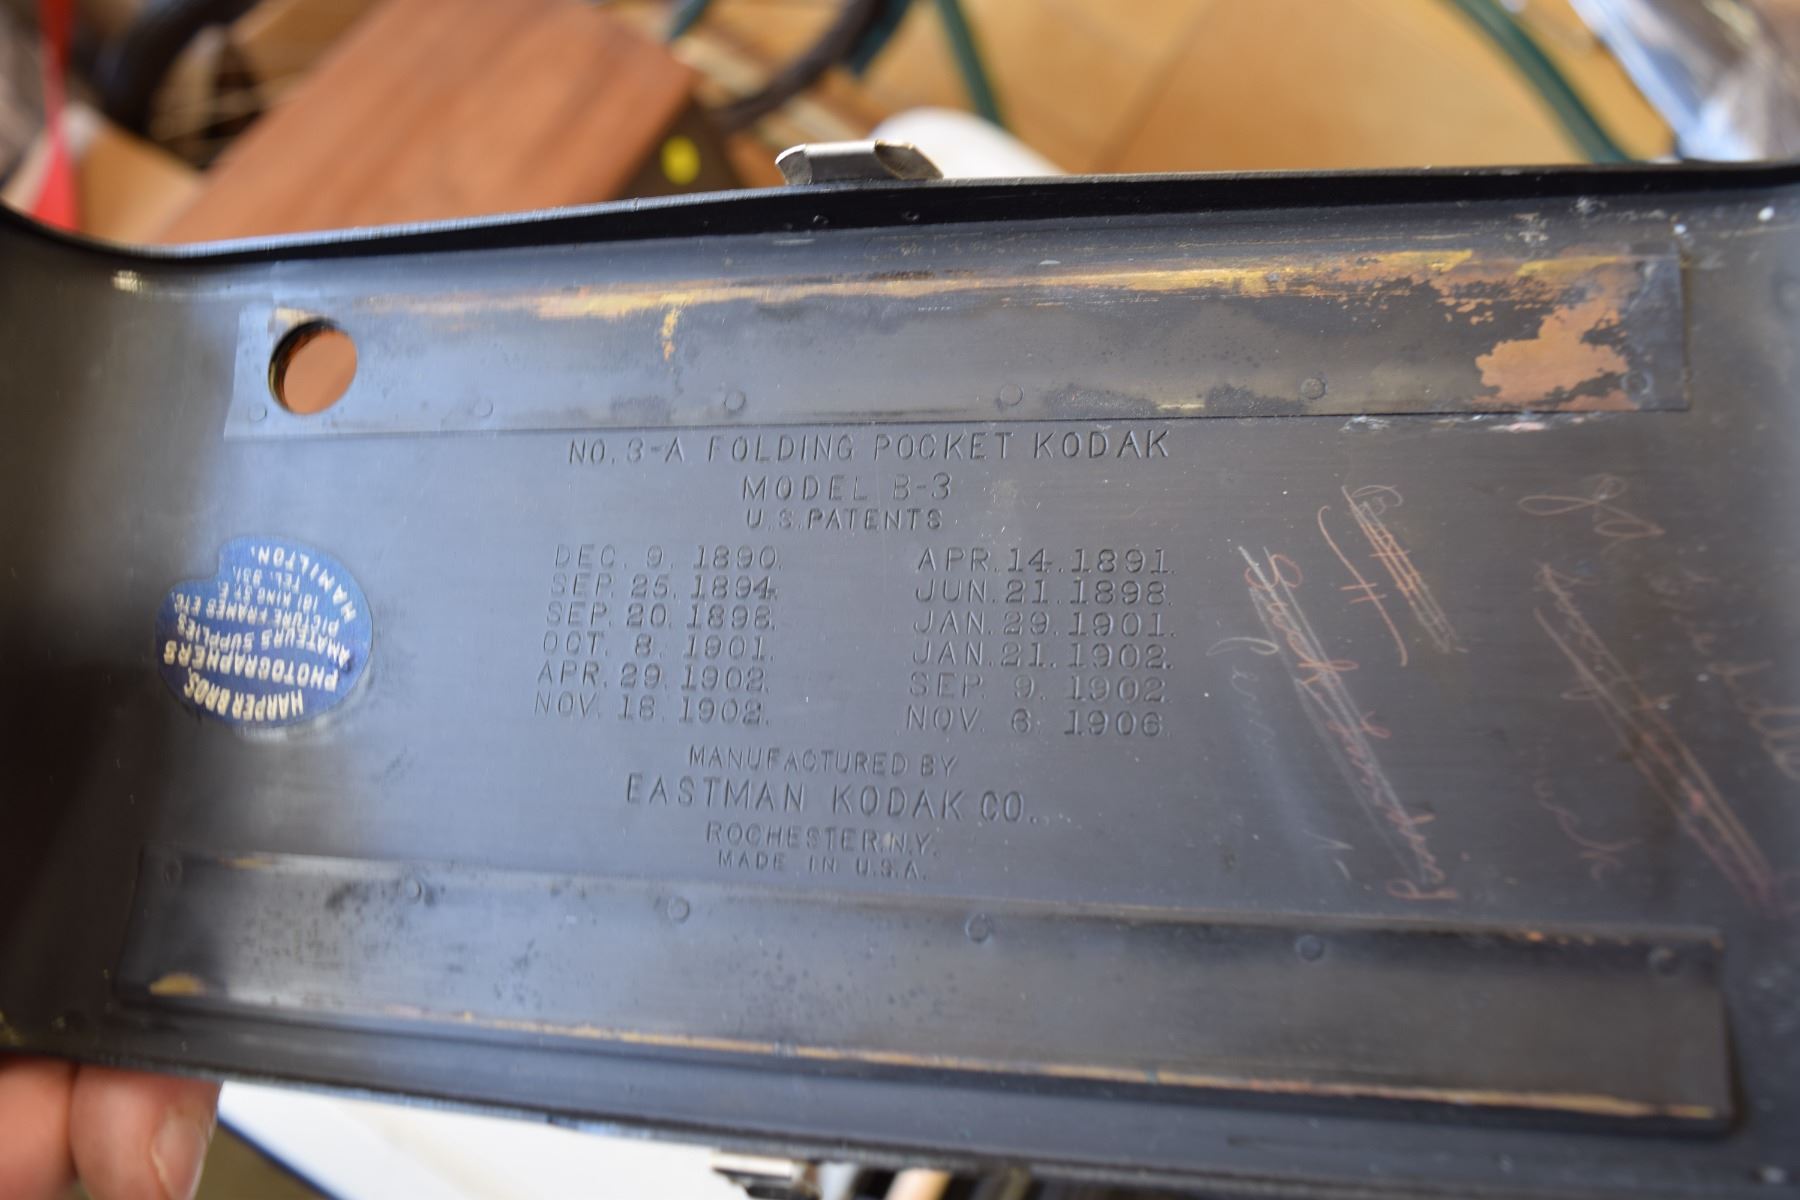 NO. 3-A FOLDING POCKET KODAK
MODEL B-3
U.S. PATENTS
DEC. 9. 1890. APR. 14. 1891.
SEP. 25. 1894. JUN. 21. 1898.
SEP. 20. 1898. JAN. 29. 1901.
OCT. 8. 1901. JAN. 21. 1902.
APR. 29. 1902. SEP. 9. 1902.
NOV. 18. 1902. NOV. 6. 1906.
MANUFACTURED BY
EASTMAN KODAK CO.
ROCHESTER, N.Y.
MADE IN U.S.A.
HARPER BROS.
PHOTOGRAPHERS
AMATEURS SUPPLIES
PICTURE FRAMES ETC.
101 KING ST. E.
TEL. 951.
HAMILTON.